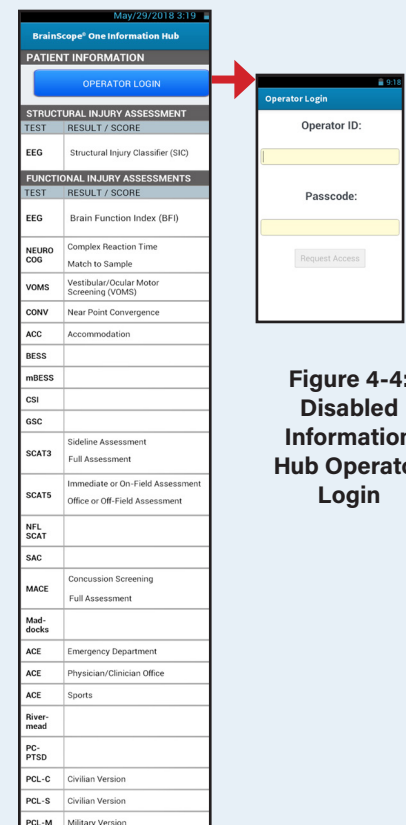 May/29/2018 3:19
BrainScope® One Information Hub
PATIENT INFORMATION
OPERATOR LOGIN
STRUCTURAL INJURY ASSESSMENT
TEST RESULT / SCORE
EEG Structural Injury Classifier (SIC)
FUNCTIONAL INJURY ASSESSMENTS
TEST RESULT / SCORE
EEG Brain Function Index (BFI)
NEURO
COG
Complex Reaction Time
Match to Sample
VOMS
Vestibular/Ocular Motor
Screening (VOMS)
CONV Near Point Convergence
ACC Accommodation
BESS
mBESS
CSI
GSC
SCAT3
Sideline Assessment
Full Assessment
SCAT5
Immediate or On-Field Assessment
Office or Off-Field Assessment
NFL
SCAT
SAC
MACE
Concussion Screening
Full Assessment
Mad-
docks
ACE Emergency Department
ACE Physician/Clinician Office
ACE Sports
River-
mead
PC-
PTSD
PCL-C Civilian Version
PCL-S Civilian Version
PCL-M Military Version
9:18
Operator Login
Operator ID:
Passcode:
Request Access
Figure 4-4:
Disabled
Information
Hub Operato
Login